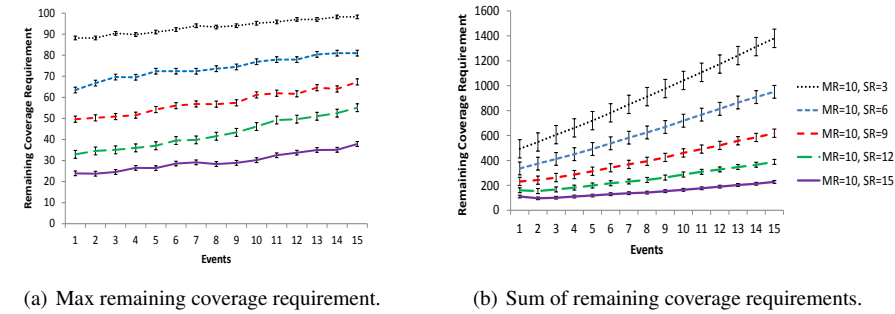 Remaining Coverage Requirement
100
90
80
70
60
50
40
30
20
10
0
1 2 3 4 5 6 7 8 9 10 11 12 13 14 15
Events
(a) Max remaining coverage requirement.
Remaining Coverage Requirement
1600
1400
1200
1000
800
600
400
200
0
1 2 3 4 5 6 7 8 9 10 11 12 13 14 15
Events
MR=10, SR=3
MR=10, SR=6
MR=10, SR=9
MR=10, SR=12
MR=10, SR=15
(b) Sum of remaining coverage requirements.